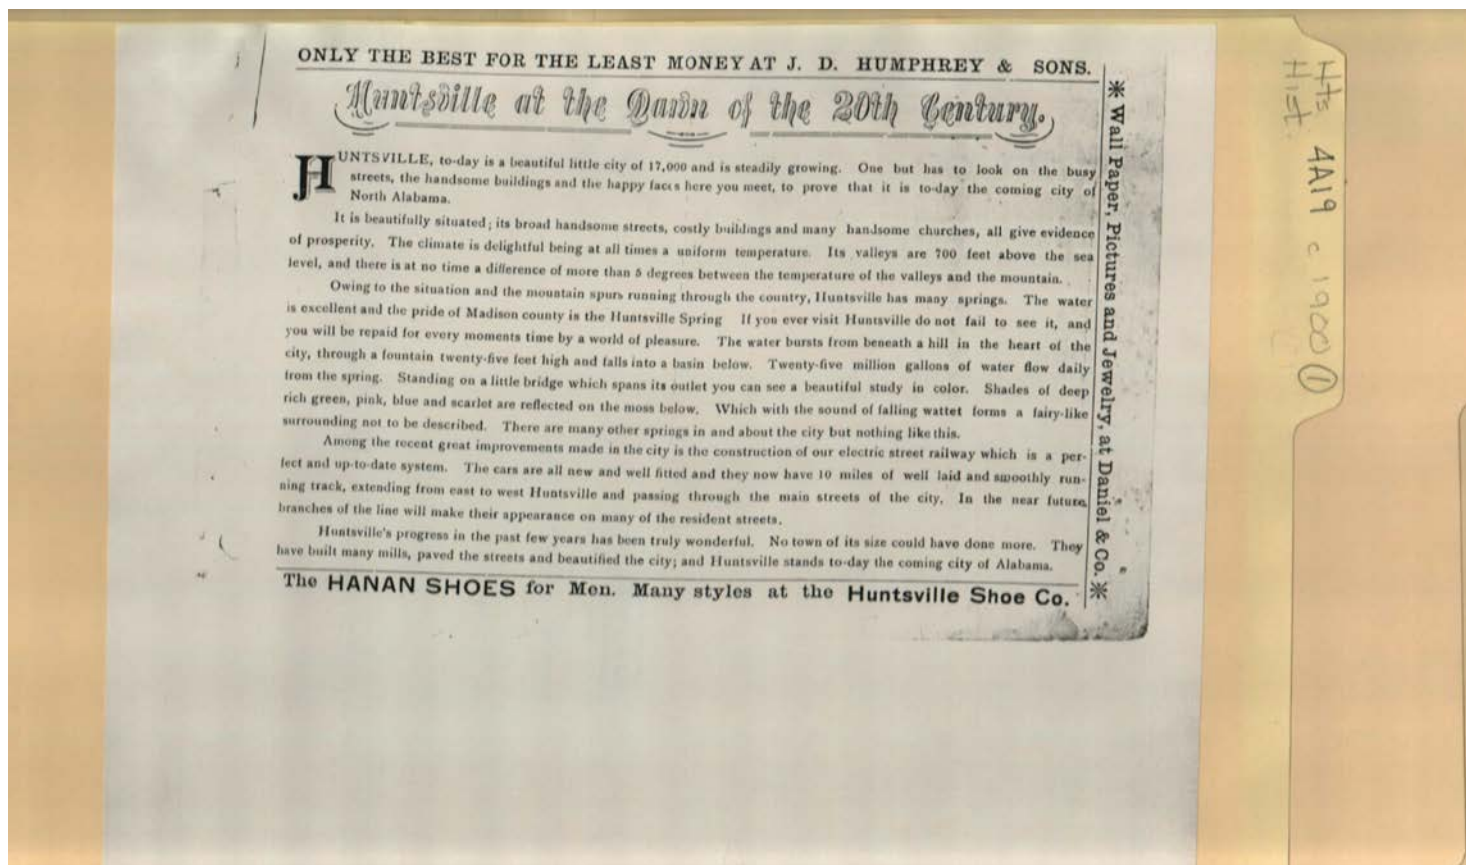 ONLY THE BEST FOR THE LEAST MONEY AT J. D. HUMPHREY & SONS.
Huntsville at the Dawn of the 20th Century.
HUNTSVILLE, to-day is a beautiful little city of 17,000 and is steadily growing. One but has to look on the busy
streets, the handsome buildings and the happy faces here you meet, to prove that it is to-day the coming city of
North Alabama.
It is beautifully situated; its broad handsome streets, costly buildings and many handsome churches, all give evidence
of prosperity. The climate is delightful being at all times a uniform temperature. Its valleys are 700 feet above the sea
level, and there is at no time a difference of more than 5 degrees between the temperature of the valleys and the mountain.
Owing to the situation and the mountain spurs running through the country, Huntsville has many springs. The water
is excellent and the pride of Madison county is the Huntsville Spring If you ever visit Huntsville do not fail to see it, and
you will be repaid for every moments time by a world of pleasure. The water bursts from beneath a hill in the heart of the
city, through a fountain twenty-five feet high and falls into a basin below. Twenty-five million gallons of water flow daily
from the spring. Standing on a little bridge which spans its outlet you can see a beautiful study in color. Shades of deep
rich green, pink, blue and scarlet are reflected on the moss below. Which with the sound of falling wattet forms a fairy-like
surrounding not to be described. There are many other springs in and about the city but nothing like this.
Among the recent great improvements made in the city is the construction of our electric street railway which is a per-
fect and up-to-date system. The cars are all new and well fitted and they now have 10 miles of well laid and smoothly run-
ning track, extending from east to west Huntsville and passing through the main streets of the city. In the near future
branches of the line will make their appearance on many of the resident streets.
Huntsville's progress in the past few years has been truly wonderful. No town of its size could have done more. They
have built many mills, paved the streets and beautified the city; and Huntsville stands to-day the coming city of Alabama.
The HANAN SHOES for Men. Many styles at the Huntsville Shoe Co.
※ Wall Paper, Pictures and Jewelry, at Daniel & Co. ※
Hts 4A19 c 1900 ①
Hist.